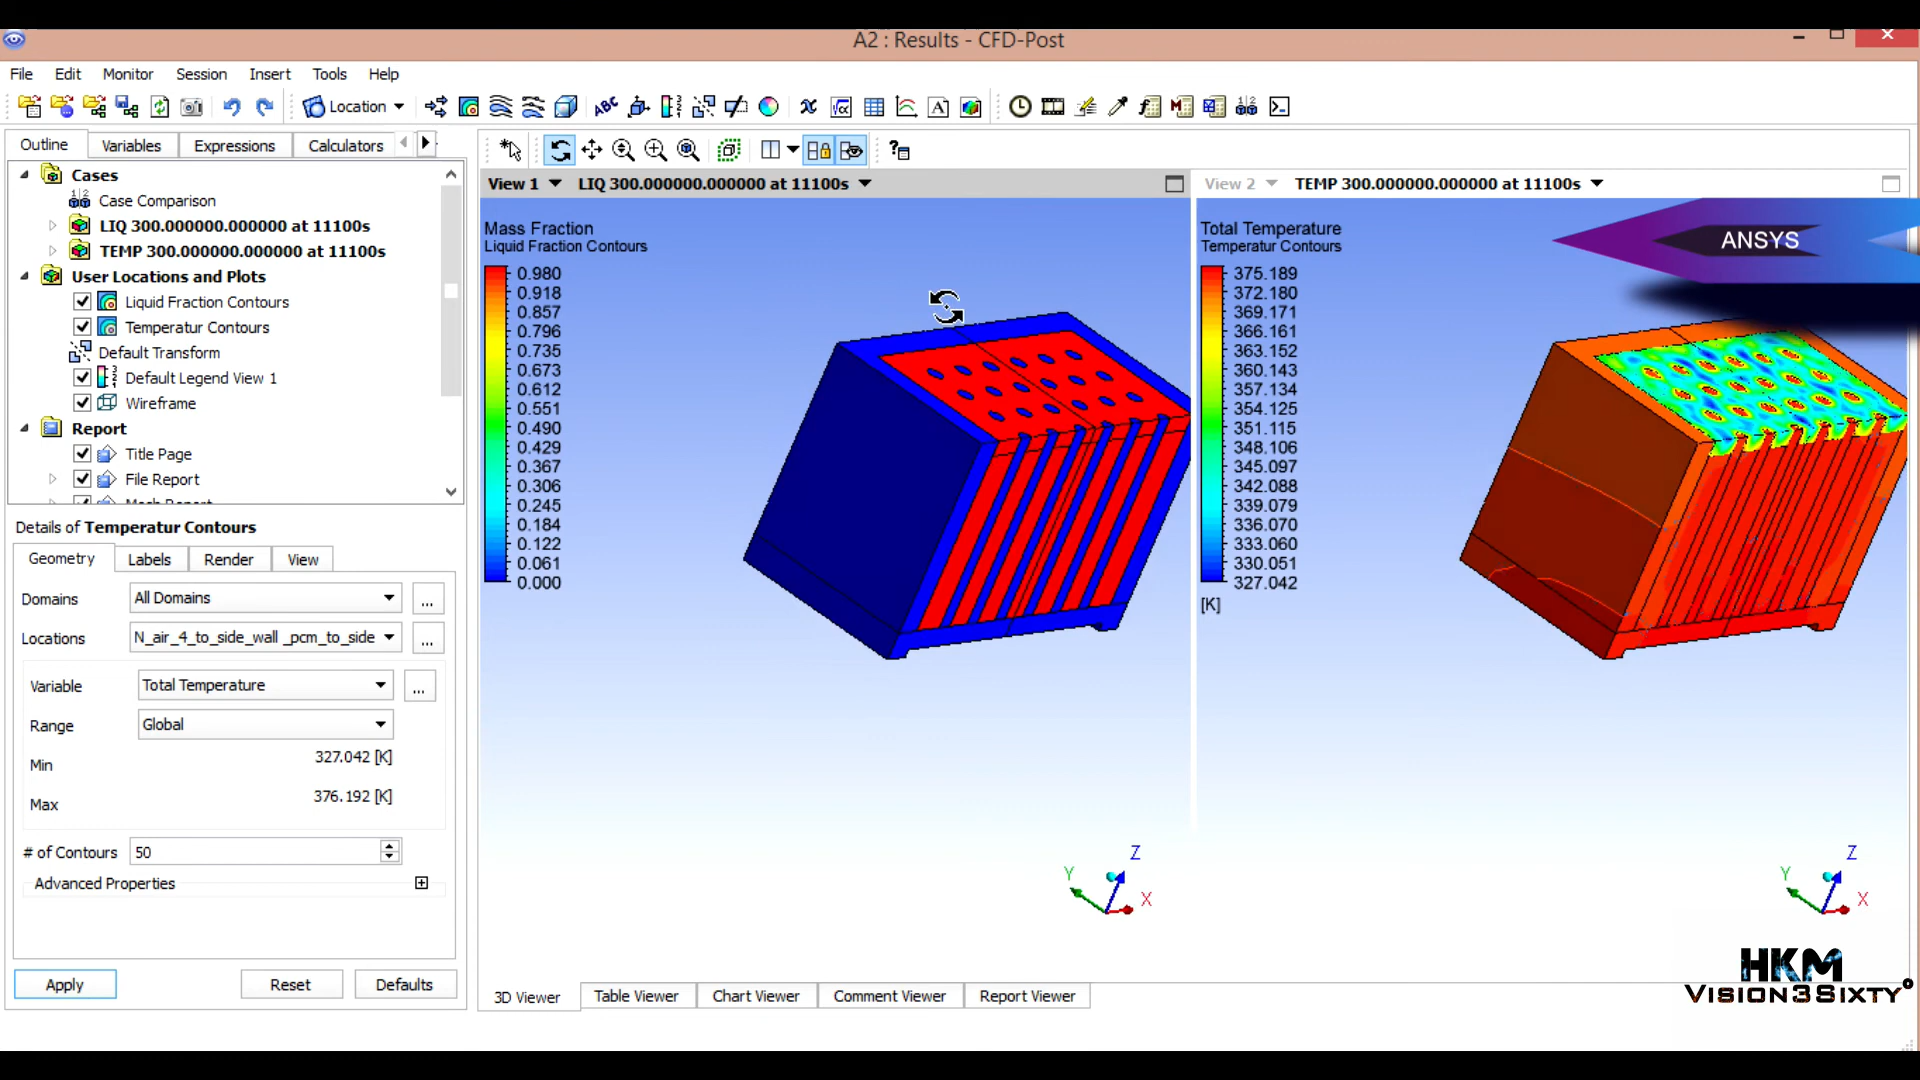 A2 : Results - CFD-Post
File Edit Monitor Session Insert Tools Help
Location
Outline Variables Expressions Calculators
Cases
Case Comparison
LIQ 300.000000.000000 at 11100s
TEMP 300.000000.000000 at 11100s
User Locations and Plots
Liquid Fraction Contours
Temperatur Contours
Default Transform
Default Legend View 1
Wireframe
Report
Title Page
File Report
Details of Temperatur Contours
Geometry Labels Render View
Domains All Domains ...
Locations N_air_4_to_side_wall _pcm_to_side ...
Variable Total Temperature ...
Range Global
Min 327.042 [K]
Max 376.192 [K]
# of Contours 50
Advanced Properties
Apply Reset Defaults
View 1 LIQ 300.000000.000000 at 11100s
Mass Fraction
Liquid Fraction Contours
0.980
0.918
0.857
0.796
0.735
0.673
0.612
0.551
0.490
0.429
0.367
0.306
0.245
0.184
0.122
0.061
0.000
Z
Y
X
View 2 TEMP 300.000000.000000 at 11100s
Total Temperature
Temperatur Contours
375.189
372.180
369.171
366.161
363.152
360.143
357.134
354.125
351.115
348.106
345.097
342.088
339.079
336.070
333.060
330.051
327.042
[K]
ANSYS
Z
Y
X
3D Viewer Table Viewer Chart Viewer Comment Viewer Report Viewer
HKM
VISION3SIXTY°